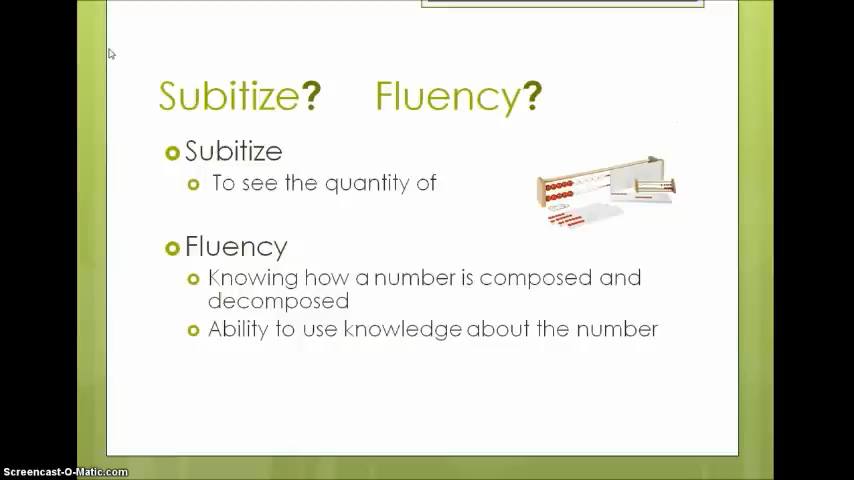 Subitize? Fluency?
Subitize
To see the quantity of
Fluency
Knowing how a number is composed and
decomposed
Ability to use knowledge about the number
Screencast-O-Matic.com